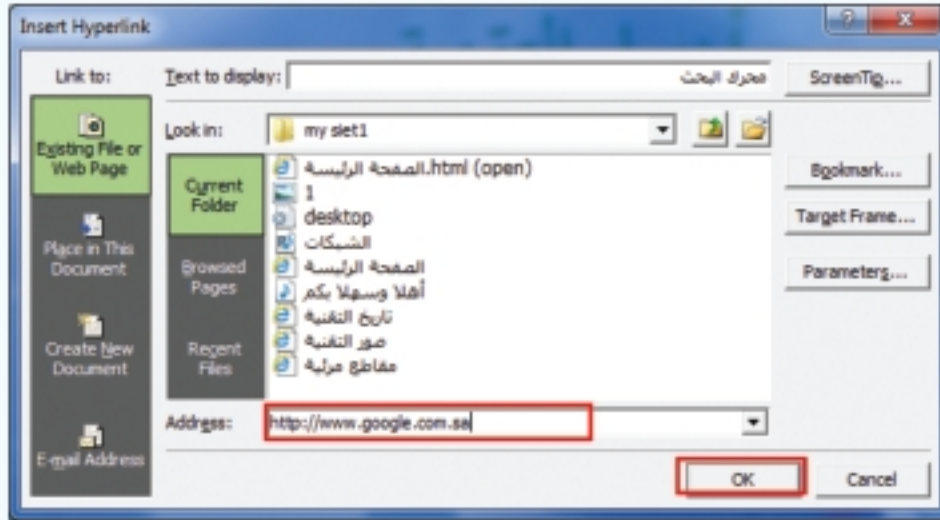 Insert Hyperlink
Link to:
Text to display:
محرك البحث
ScreenTip...
Existing File or
Web Page
Look in:
my siet1
Current
Folder
الصفحة الرئيسة.html (open)
1
desktop
الشبكات
الصفحة الرئيسة
أهلا وسهلا بكم
تاريخ التقنية
صور التقنية
مقاطع مرئية
Bookmark...
Target Frame...
Parameters...
Place in This
Document
Browsed
Pages
Create New
Document
Recent
Files
E-mail Address
Address:
http://www.google.com.sa
OK
Cancel